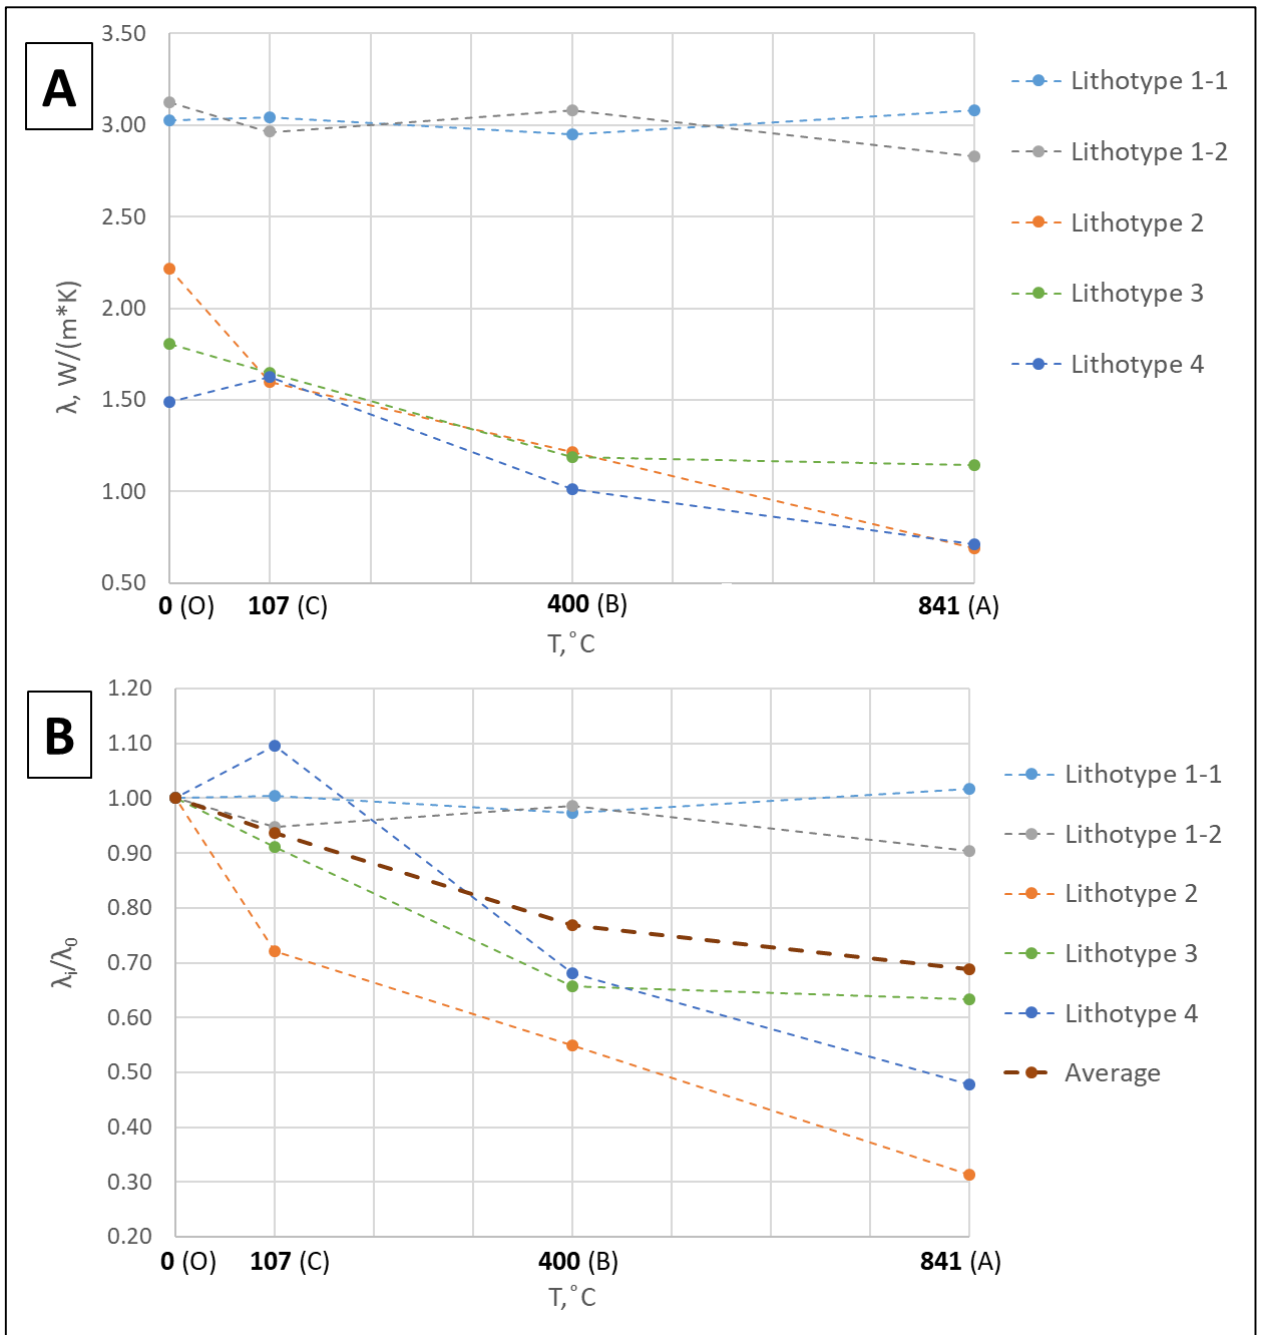 A
3.50
3.00
2.50
2.00
1.50
1.00
0.50
λ, W/(m*K)
0 (O) 107 (C) 400 (B) 841 (A)
T,°C
Lithotype 1-1
Lithotype 1-2
Lithotype 2
Lithotype 3
Lithotype 4
B
1.20
1.10
1.00
0.90
0.80
0.70
0.60
0.50
0.40
0.30
0.20
λi/λ0
0 (O) 107 (C) 400 (B) 841 (A)
T,°C
Lithotype 1-1
Lithotype 1-2
Lithotype 2
Lithotype 3
Lithotype 4
Average